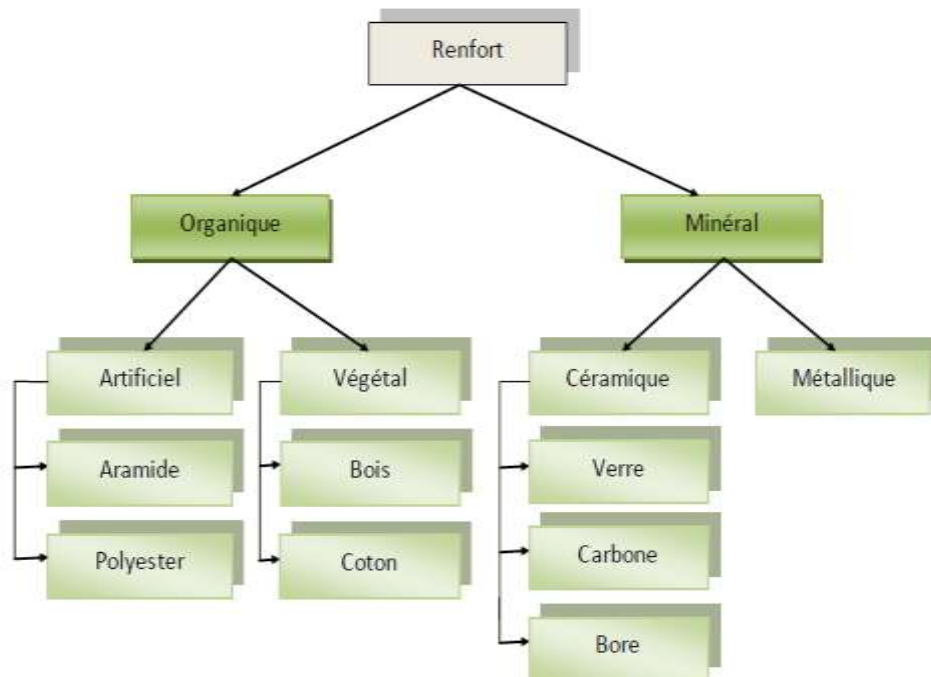 Renfort
Organique
Minéral
Artificiel
Végétal
Céramique
Métallique
Aramide
Bois
Verre
Polyester
Coton
Carbone
Bore